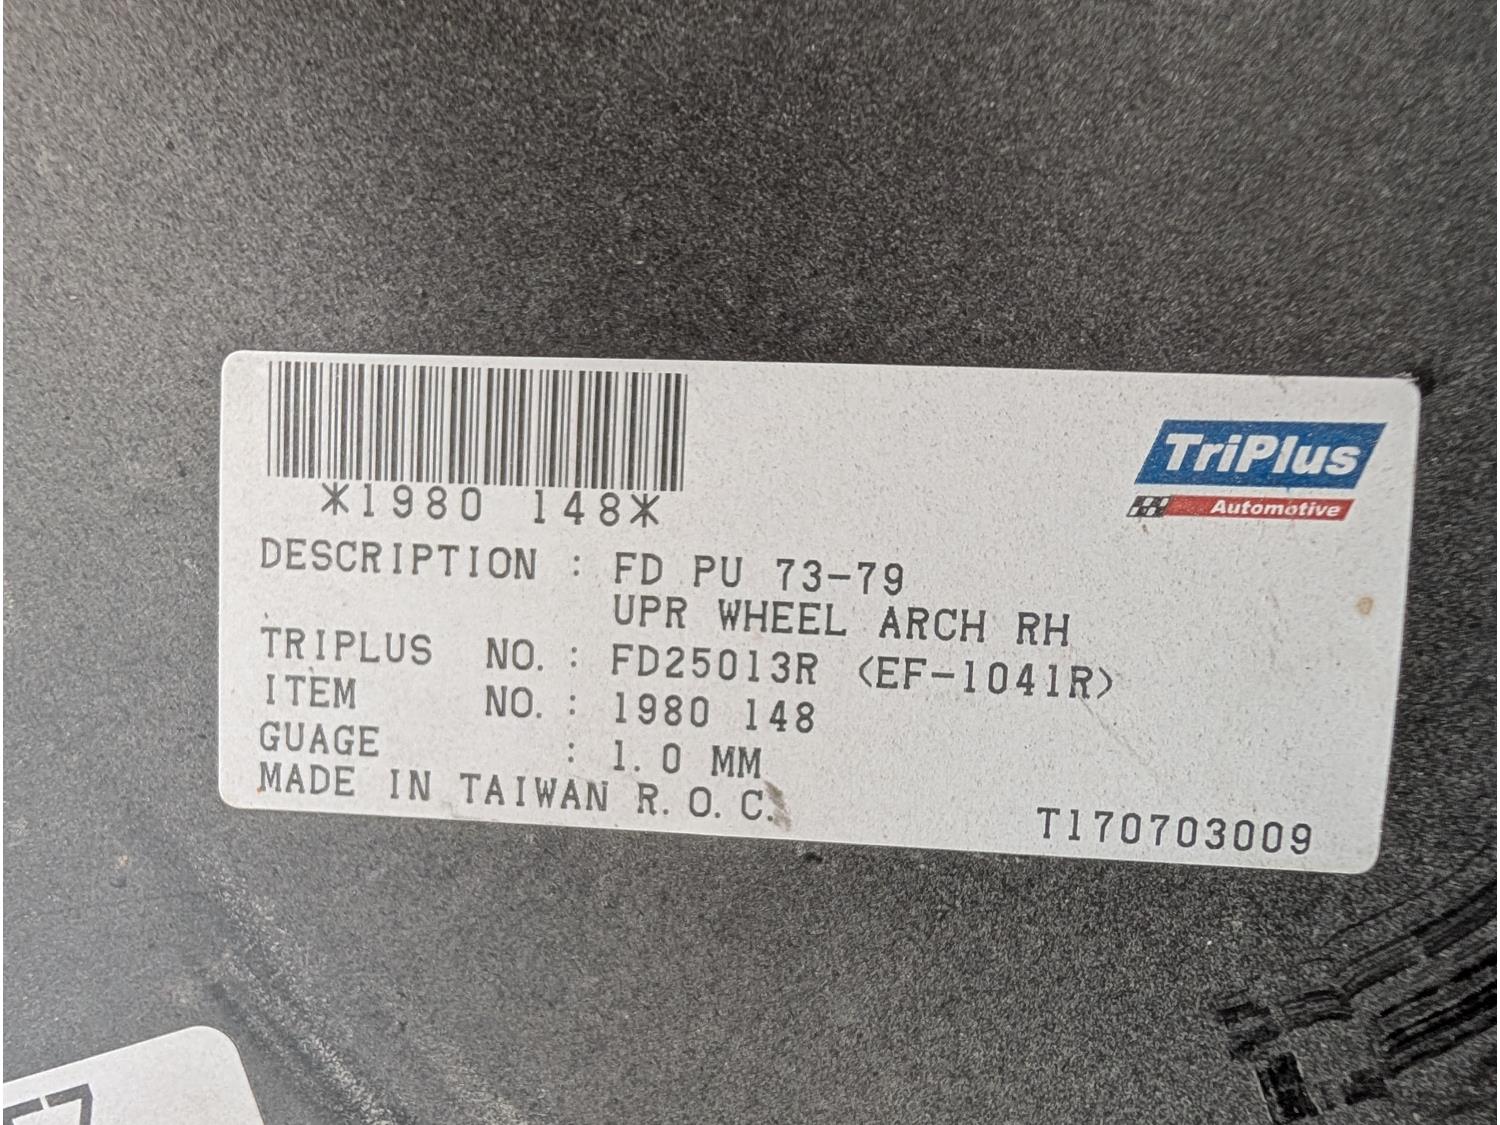 *1980 148*
TriPlus
Automotive
DESCRIPTION : FD PU 73-79
UPR WHEEL ARCH RH
TRIPLUS NO. : FD25013R (EF-1041R)
ITEM NO. : 1980 148
GUAGE : 1.0 MM
MADE IN TAIWAN R.O.C.
T170703009